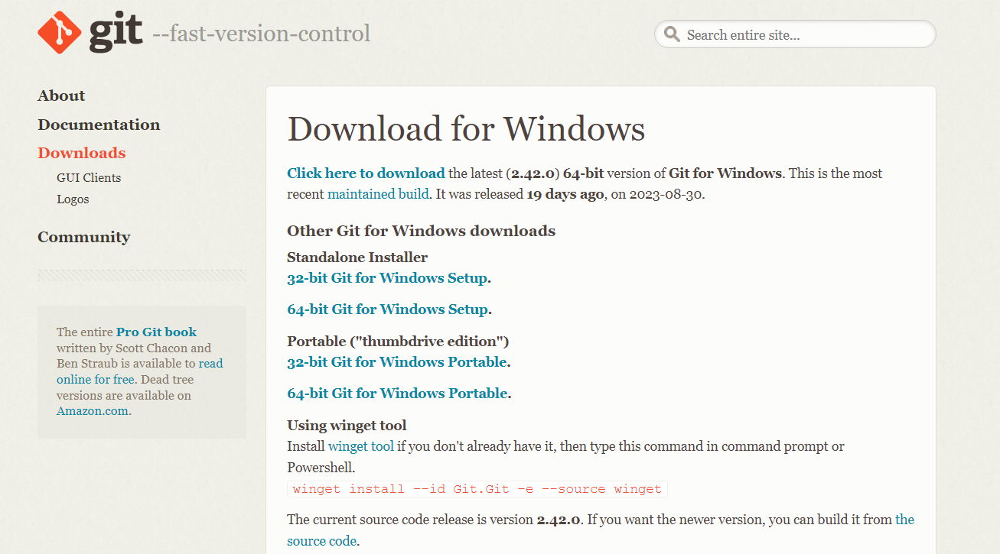 git --fast-version-control
Search entire site...
About
Documentation
Downloads
GUI Clients
Logos
Community
The entire Pro Git book
written by Scott Chacon and
Ben Straub is available to read
online for free. Dead tree
versions are available on
Amazon.com.
Download for Windows
Click here to download the latest (2.42.0) 64-bit version of Git for Windows. This is the most
recent maintained build. It was released 19 days ago, on 2023-08-30.
Other Git for Windows downloads
Standalone Installer
32-bit Git for Windows Setup.
64-bit Git for Windows Setup.
Portable ("thumbdrive edition")
32-bit Git for Windows Portable.
64-bit Git for Windows Portable.
Using winget tool
Install winget tool if you don't already have it, then type this command in command prompt or
Powershell.
winget install --id Git.Git -e --source winget
The current source code release is version 2.42.0. If you want the newer version, you can build it from the
source code.